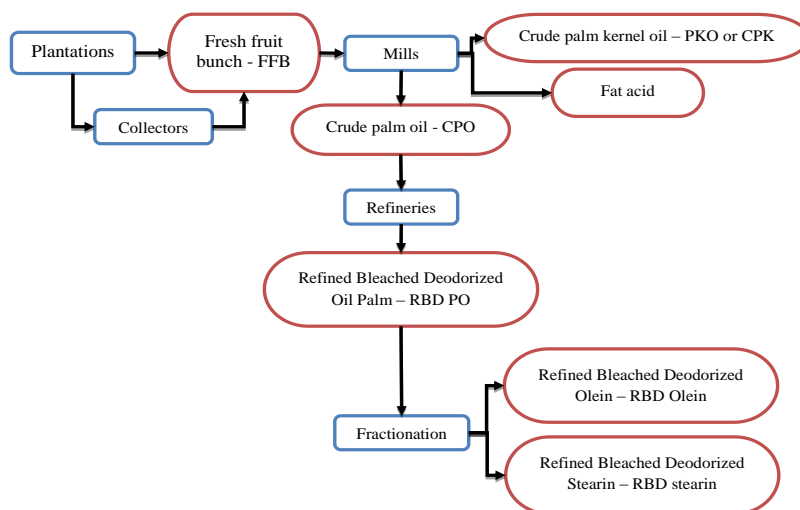 Plantations
Fresh fruit
bunch - FFB
Mills
Crude palm kernel oil – PKO or CPK
Fat acid
Collectors
Crude palm oil - CPO
Refineries
Refined Bleached Deodorized
Oil Palm – RBD PO
Refined Bleached Deodorized
Olein – RBD Olein
Fractionation
Refined Bleached Deodorized
Stearin – RBD stearin